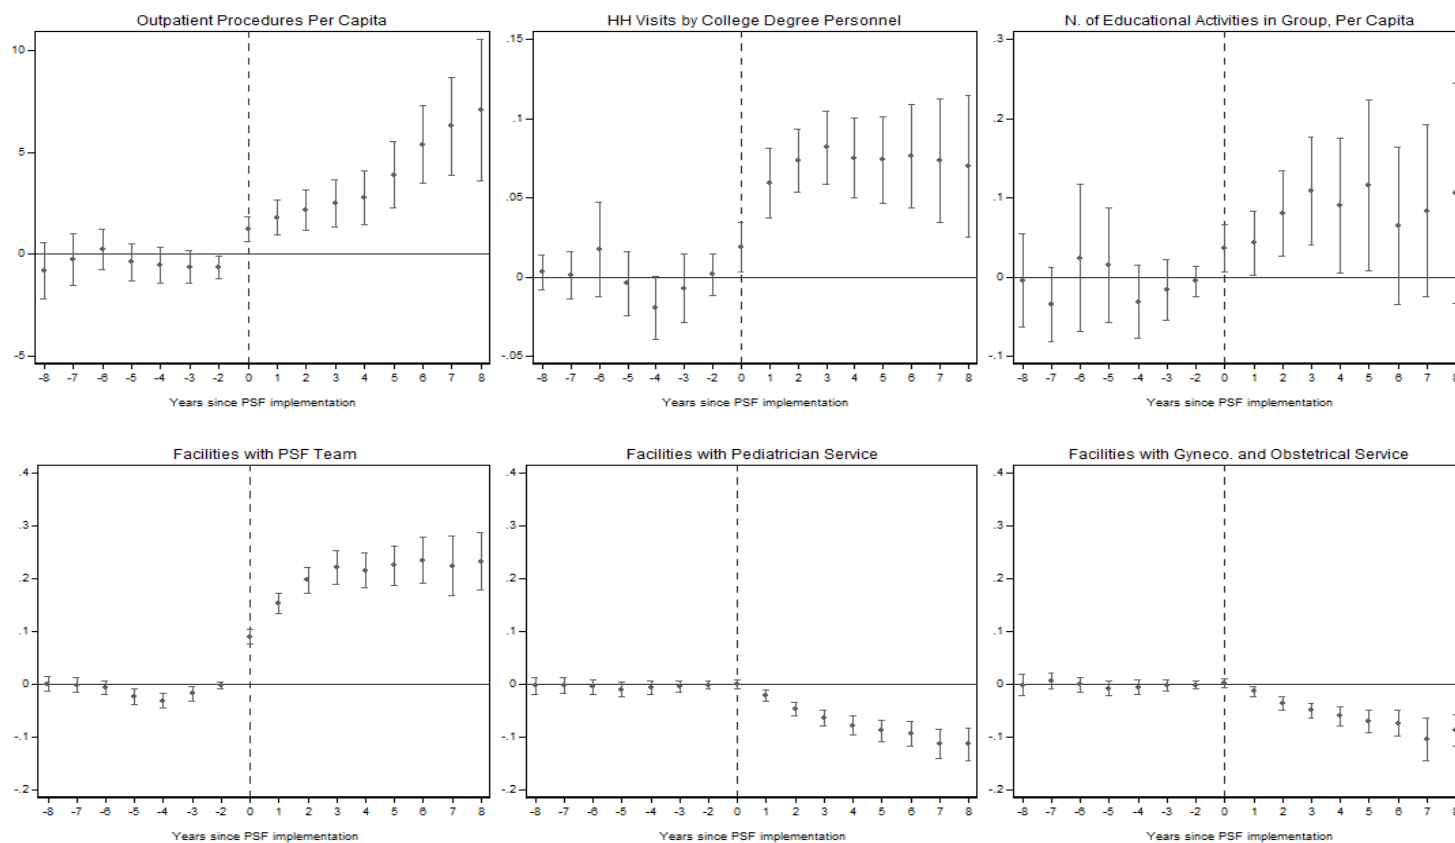 Outpatient Procedures Per Capita
10
5
0
-5
-8 -7 -6 -5 -4 -3 -2 -1 0 1 2 3 4 5 6 7 8
Years since PSF implementation
HH Visits by College Degree Personnel
.15
.1
.05
0
-.05
-8 -7 -6 -5 -4 -3 -2 -1 0 1 2 3 4 5 6 7 8
Years since PSF implementation
N. of Educational Activities in Group, Per Capita
.3
.2
.1
0
-.1
-8 -7 -6 -5 -4 -3 -2 -1 0 1 2 3 4 5 6 7 8
Years since PSF implementation
Facilities with PSF Team
.4
.3
.2
.1
0
-.1
-.2
-8 -7 -6 -5 -4 -3 -2 -1 0 1 2 3 4 5 6 7 8
Years since PSF implementation
Facilities with Pediatrician Service
.4
.3
.2
.1
0
-.1
-.2
-8 -7 -6 -5 -4 -3 -2 -1 0 1 2 3 4 5 6 7 8
Years since PSF implementation
Facilities with Gyneco. and Obstetrical Service
.4
.3
.2
.1
0
-.1
-.2
-8 -7 -6 -5 -4 -3 -2 -1 0 1 2 3 4 5 6 7 8
Years since PSF implementation